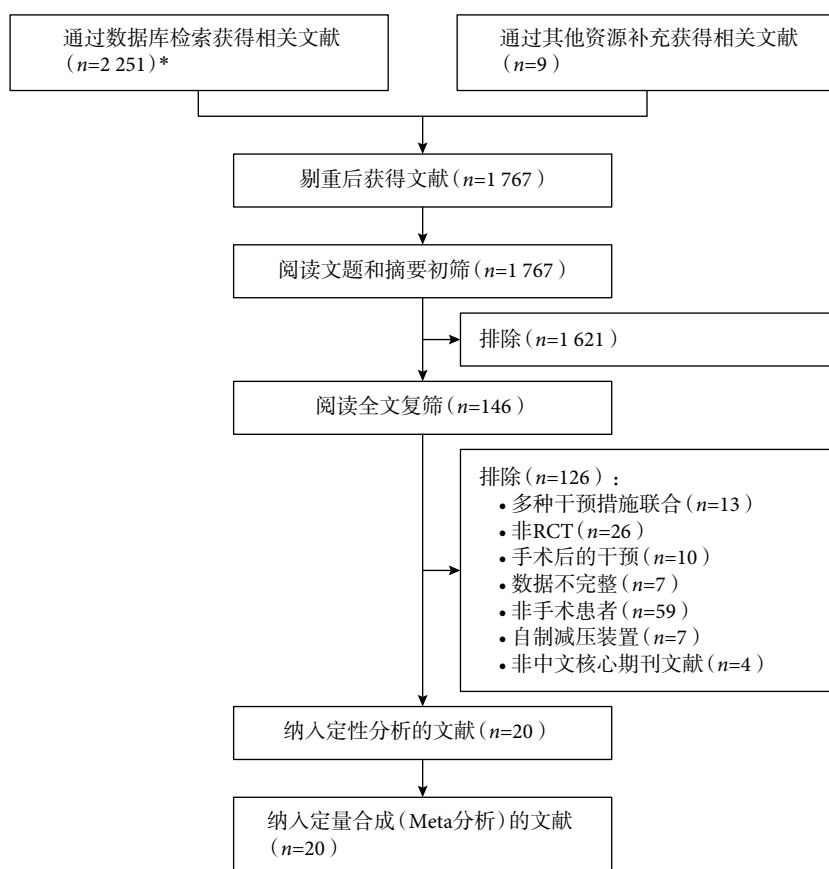 通过数据库检索获得相关文献
（n=2 251）*
通过其他资源补充获得相关文献
（n=9）
剔重后获得文献（n=1 767）
阅读文题和摘要初筛（n=1 767）
排除（n=1 621）
阅读全文复筛（n=146）
排除（n=126）：
• 多种干预措施联合（n=13）
• 非RCT（n=26）
• 手术后的干预（n=10）
• 数据不完整（n=7）
• 非手术患者（n=59）
• 自制减压装置（n=7）
• 非中文核心期刊文献（n=4）
纳入定性分析的文献（n=20）
纳入定量合成（Meta分析）的文献
（n=20）